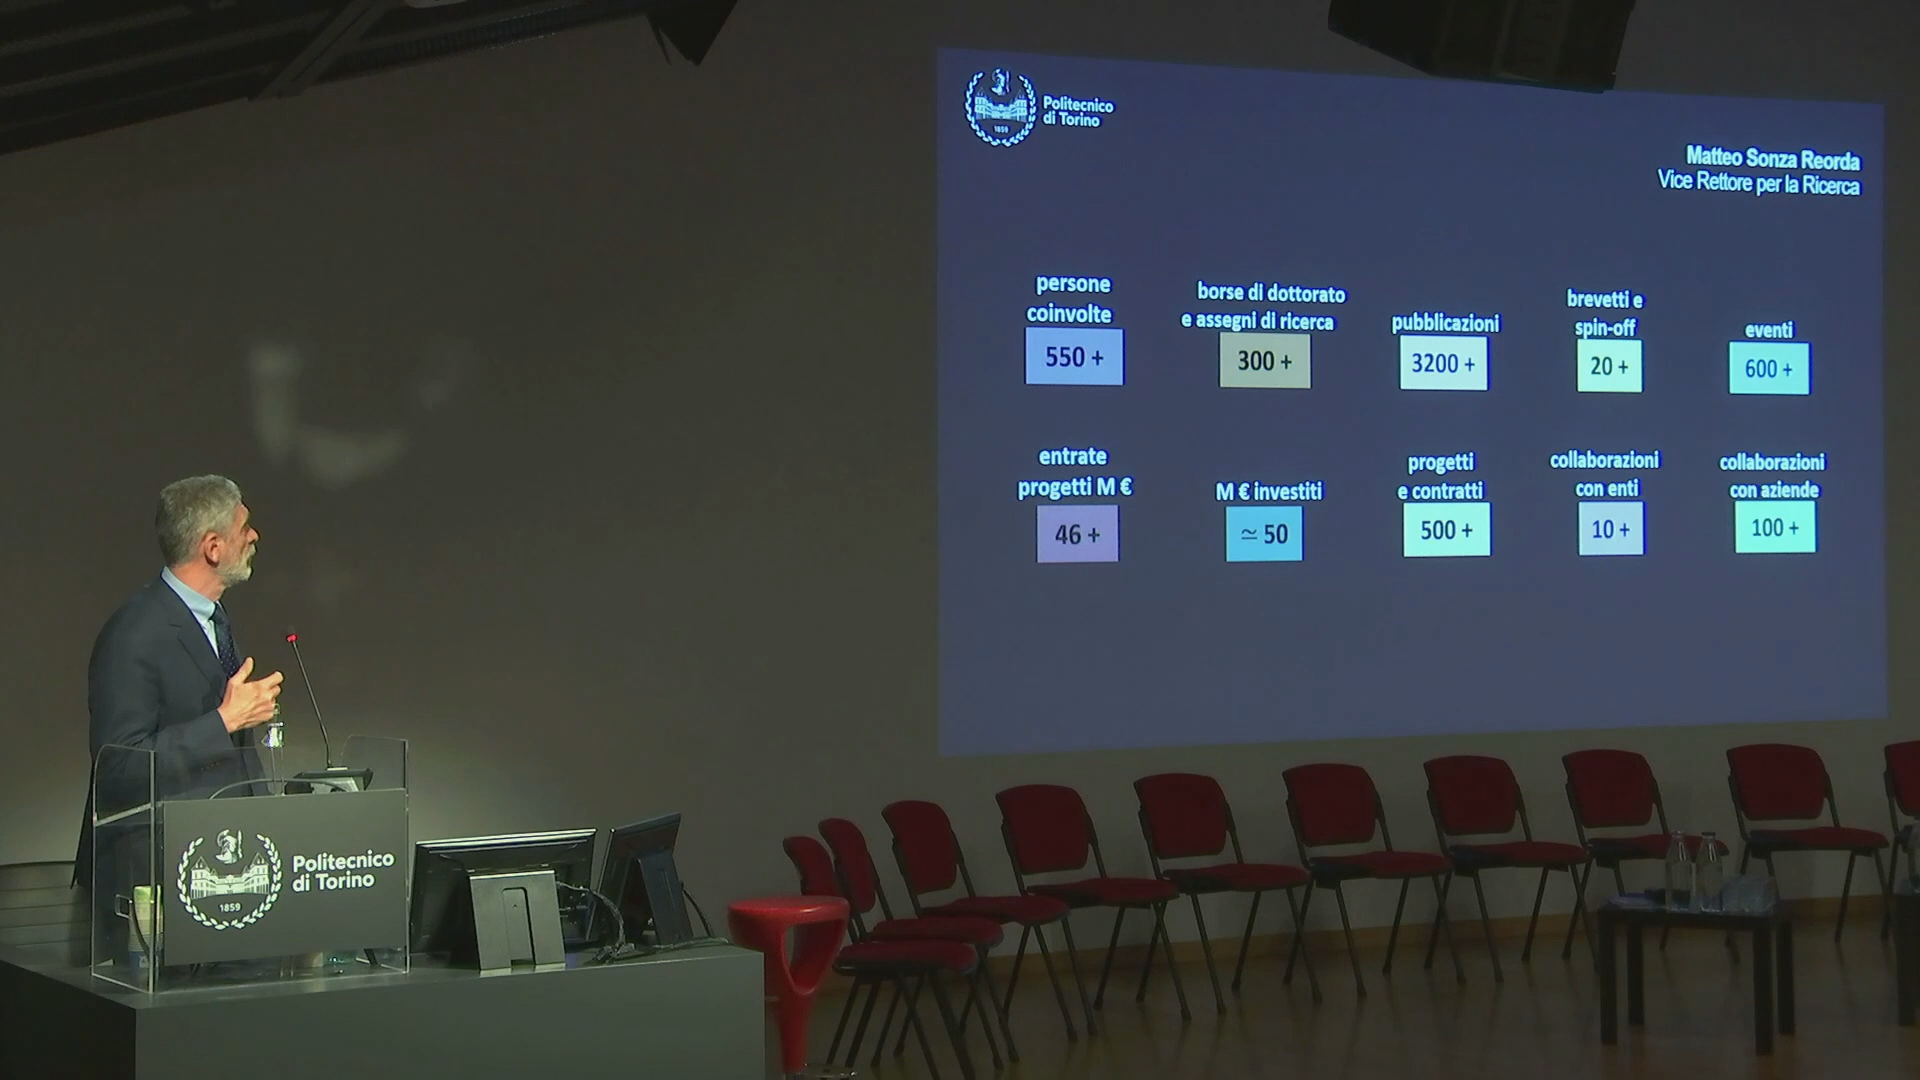 Politecnico
di Torino
1859
Matteo Sonza Reorda
Vice Rettore per la Ricerca
persone
coinvolte
550 +
borse di dottorato
e assegni di ricerca
300 +
pubblicazioni
3200 +
brevetti e
spin-off
20 +
eventi
600 +
entrate
progetti M €
46 +
M € investiti
≃ 50
progetti
e contratti
500 +
collaborazioni
con enti
10 +
collaborazioni
con aziende
100 +
Politecnico
di Torino
1859